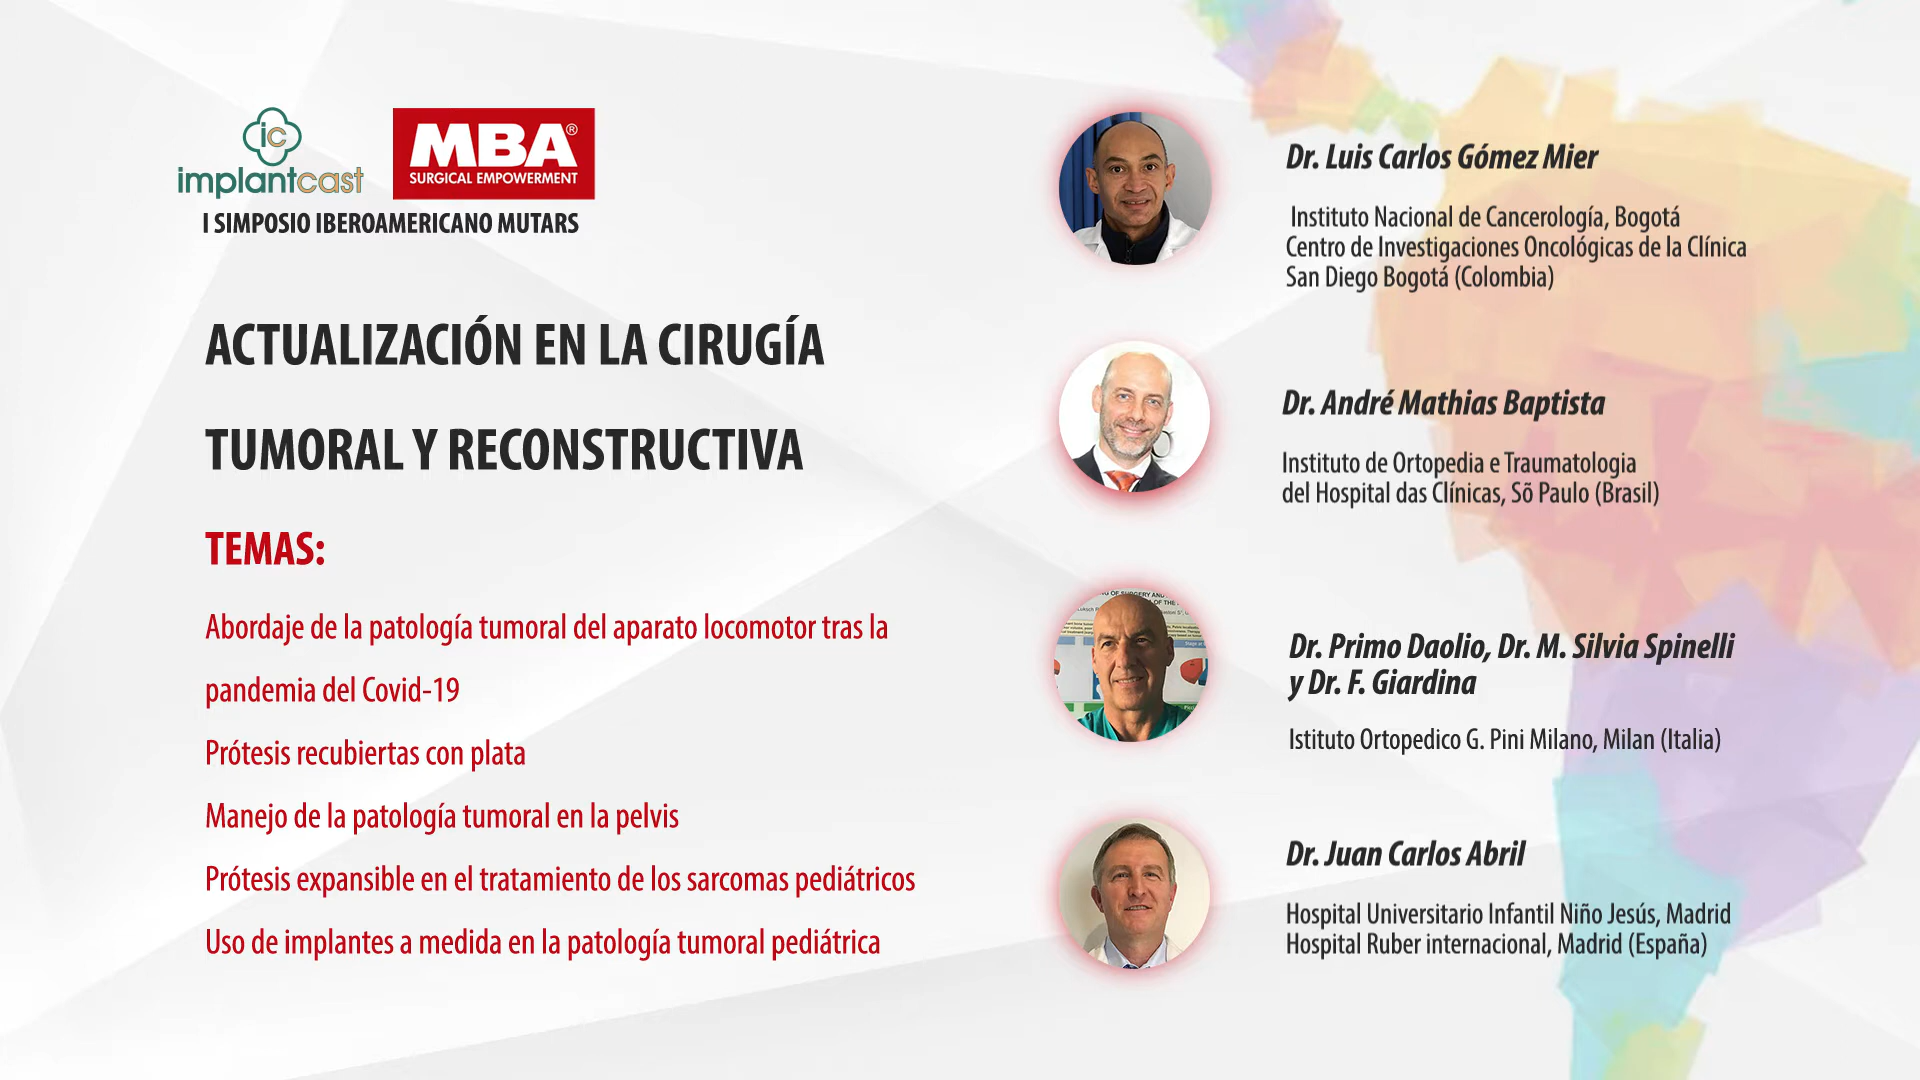 ic
implantcast
MBA®
SURGICAL EMPOWERMENT
I SIMPOSIO IBEROAMERICANO MUTARS
ACTUALIZACIÓN EN LA CIRUGÍA
TUMORAL Y RECONSTRUCTIVA
TEMAS:
Abordaje de la patología tumoral del aparato locomotor tras la
pandemia del Covid-19
Prótesis recubiertas con plata
Manejo de la patología tumoral en la pelvis
Prótesis expansible en el tratamiento de los sarcomas pediátricos
Uso de implantes a medida en la patología tumoral pediátrica
Dr. Luis Carlos Gómez Mier
Instituto Nacional de Cancerología, Bogotá
Centro de Investigaciones Oncológicas de la Clínica
San Diego Bogotá (Colombia)
Dr. André Mathias Baptista
Instituto de Ortopedia e Traumatologia
del Hospital das Clínicas, Sõ Paulo (Brasil)
Dr. Primo Daolio, Dr. M. Silvia Spinelli
y Dr. F. Giardina
Istituto Ortopedico G. Pini Milano, Milan (Italia)
Dr. Juan Carlos Abril
Hospital Universitario Infantil Niño Jesús, Madrid
Hospital Ruber internacional, Madrid (España)